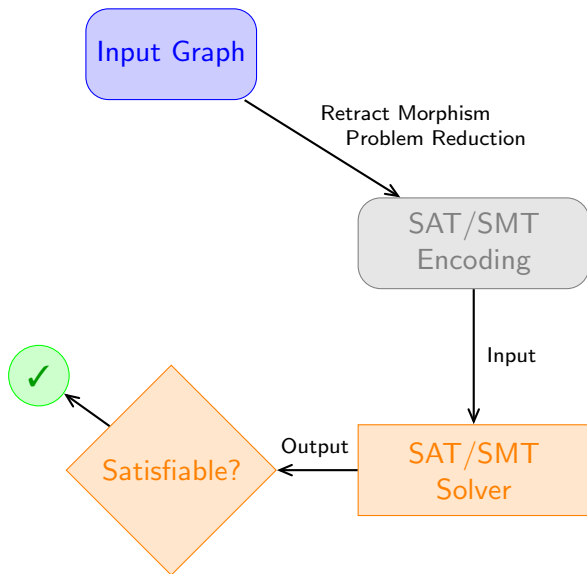 Input Graph
Retract Morphism
Problem Reduction
SAT/SMT
Encoding
Input
✓
Satisfiable?
Output
SAT/SMT
Solver